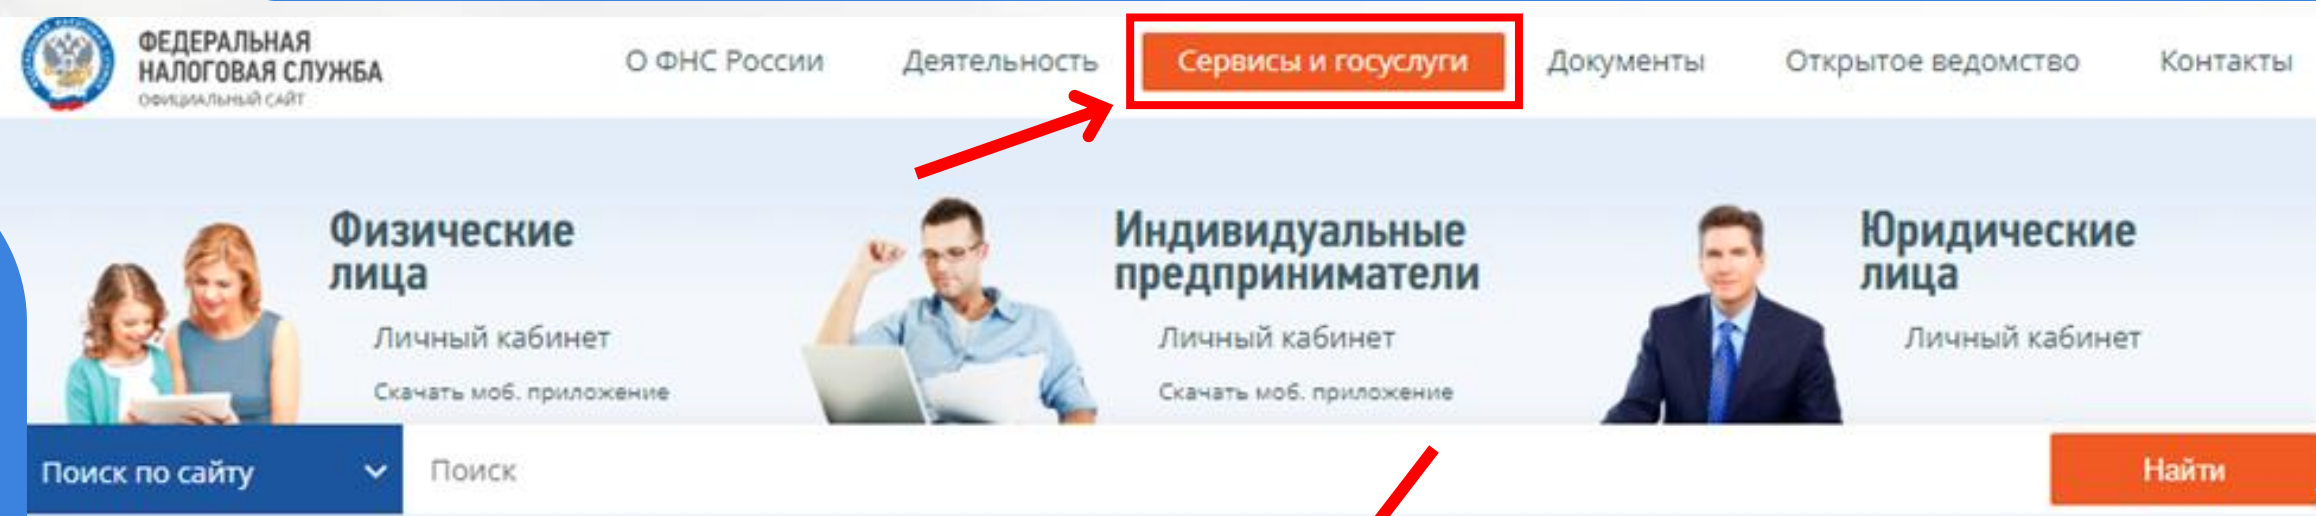 ФЕДЕРАЛЬНАЯ
НАЛОГОВАЯ СЛУЖБА
ОФИЦИАЛЬНЫЙ САЙТ
О ФНС России
Деятельность
Сервисы и госуслуги
Документы
Открытое ведомство
Контакты
Физические
лица
Личный кабинет
Скачать моб. приложение
Индивидуальные
предприниматели
Личный кабинет
Скачать моб. приложение
Юридические
лица
Личный кабинет
Поиск по сайту
Поиск
Найти